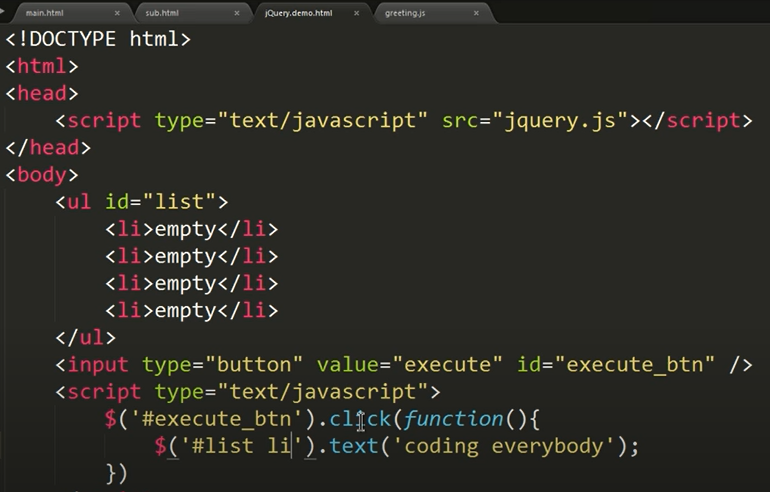 main.html × sub.html × jQuery.demo.html × greeting.js ×
<!DOCTYPE html>
<html>
<head>
    <script type="text/javascript" src="jquery.js"></script>
</head>
<body>
    <ul id="list">
        <li>empty</li>
        <li>empty</li>
        <li>empty</li>
        <li>empty</li>
    </ul>
    <input type="button" value="execute" id="execute_btn" />
    <script type="text/javascript">
        $('#execute_btn').click(function(){
            $('#list li').text('coding everybody');
        })